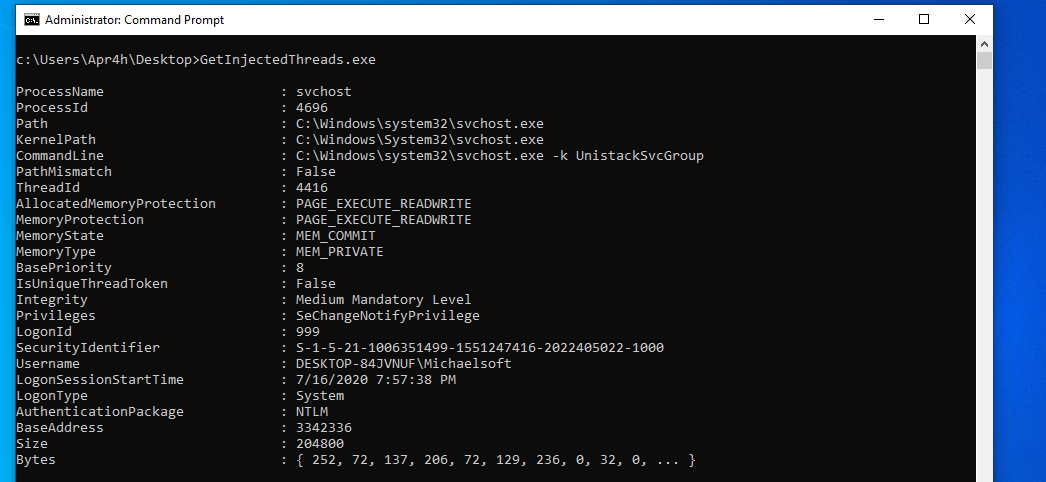 Administrator: Command Prompt
c:\Users\Apr4h\Desktop>GetInjectedThreads.exe
ProcessName : svchost
ProcessId : 4696
Path : C:\Windows\system32\svchost.exe
KernelPath : C:\Windows\System32\svchost.exe
CommandLine : C:\Windows\system32\svchost.exe -k UnistackSvcGroup
PathMismatch : False
ThreadId : 4416
AllocatedMemoryProtection : PAGE_EXECUTE_READWRITE
MemoryProtection : PAGE_EXECUTE_READWRITE
MemoryState : MEM_COMMIT
MemoryType : MEM_PRIVATE
BasePriority : 8
IsUniqueThreadToken : False
Integrity : Medium Mandatory Level
Privileges : SeChangeNotifyPrivilege
LogonId : 999
SecurityIdentifier : S-1-5-21-1006351499-1551247416-2022405022-1000
Username : DESKTOP-84JVNUF\Michaelsoft
LogonSessionStartTime : 7/16/2020 7:57:38 PM
LogonType : System
AuthenticationPackage : NTLM
BaseAddress : 3342336
Size : 204800
Bytes : { 252, 72, 137, 206, 72, 129, 236, 0, 32, 0, ... }